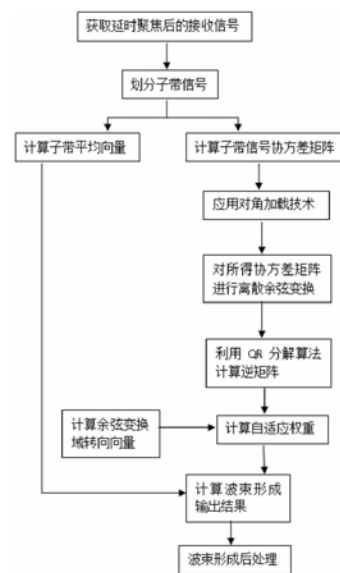 获取延时聚焦后的接收信号
划分子带信号
计算子带平均向量
计算子带信号协方差矩阵
应用对角加载技术
对所得协方差矩阵
进行离散余弦变换
利用 QR 分解算法
计算逆矩阵
计算余弦变换
域转向向量
计算自适应权重
计算波束形成
输出结果
波束形成后处理